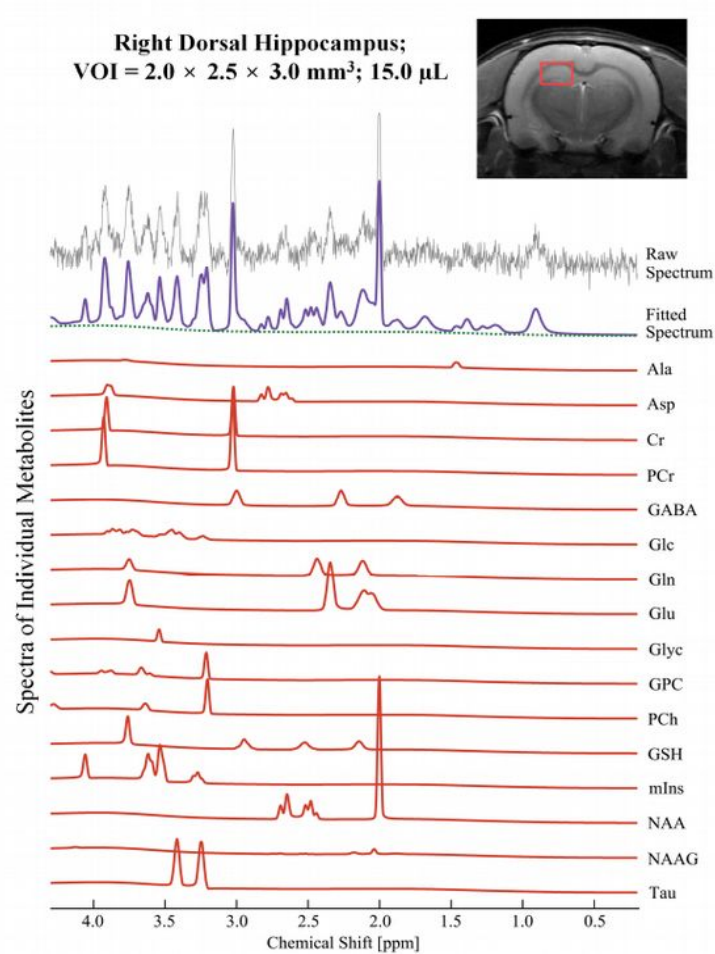 Right Dorsal Hippocampus;
VOI = 2.0 × 2.5 × 3.0 mm³; 15.0 μL
Raw
Spectrum
Fitted
Spectrum
Spectra of Individual Metabolites
Ala
Asp
Cr
PCr
GABA
Glc
Gln
Glu
Glyc
GPC
PCh
GSH
mIns
NAA
NAAG
Tau
4.0 3.5 3.0 2.5 2.0 1.5 1.0 0.5
Chemical Shift [ppm]